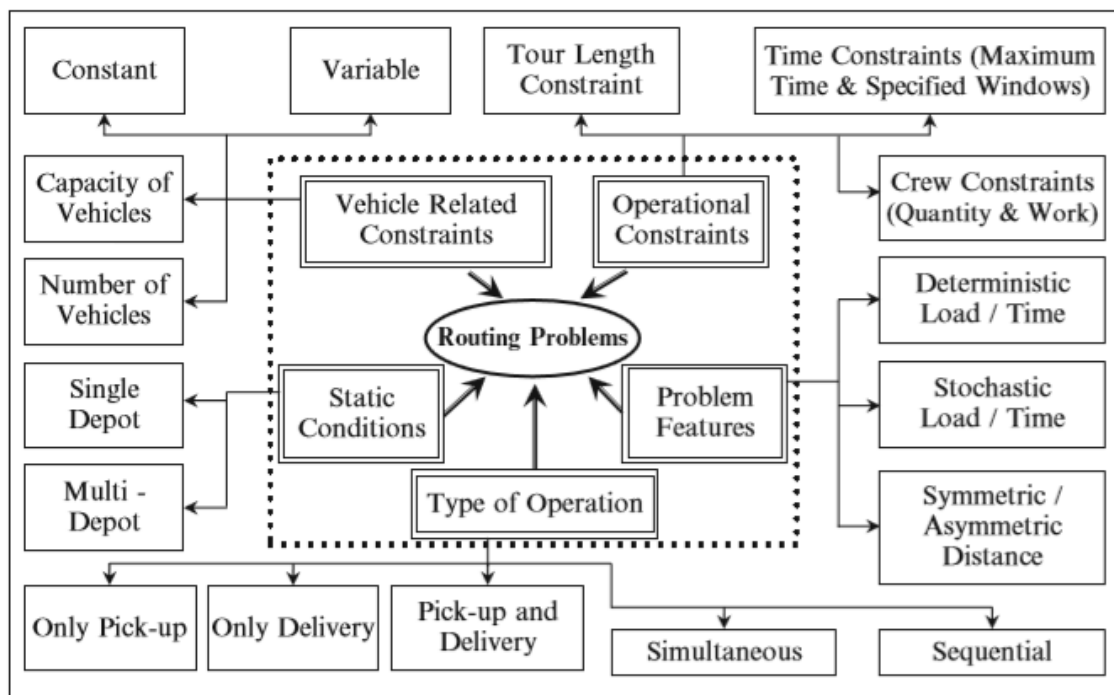 Constant
Variable
Tour Length
Constraint
Time Constraints (Maximum
Time & Specified Windows)
Capacity of
Vehicles
Vehicle Related
Constraints
Operational
Constraints
Crew Constraints
(Quantity & Work)
Number of
Vehicles
Routing Problems
Deterministic
Load / Time
Single
Depot
Static
Conditions
Problem
Features
Stochastic
Load / Time
Multi -
Depot
Type of Operation
Symmetric /
Asymmetric
Distance
Only Pick-up
Only Delivery
Pick-up and
Delivery
Simultaneous
Sequential